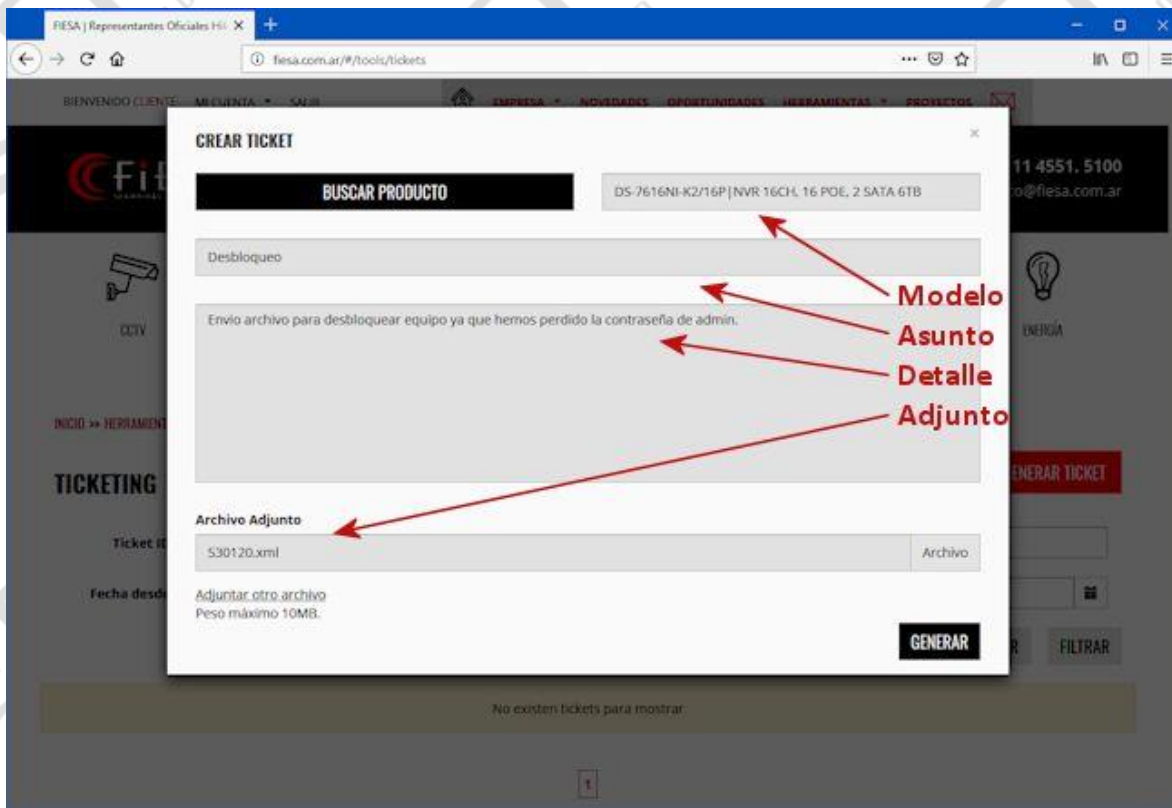 FIESA | Representantes Oficiales Hi
fiesa.com.ar/#/tools/tickets
BIENVENIDO CLIENTE MI CUENTA SALIR EMPRESA NOVEDADES OPORTUNIDADES HERRAMIENTAS PROYECTOS
CREAR TICKET
11 4551. 5100
o@fiesa.com.ar
BUSCAR PRODUCTO
DS-7616NI-K2/16P|NVR 16CH, 16 POE, 2 SATA 6TB
Desbloqueo
Modelo
Envio archivo para desbloquear equipo ya que hemos perdido la contraseña de admin.
Asunto
CCTV
ENERGÍA
Detalle
Adjunto
INICIO >> HERRAMIENT
TICKETING
GENERAR TICKET
Archivo Adjunto
Ticket ID
S30120.xml
Archivo
Fecha desde
Adjuntar otro archivo
Peso máximo 10MB.
GENERAR
R
FILTRAR
No existen tickets para mostrar
1